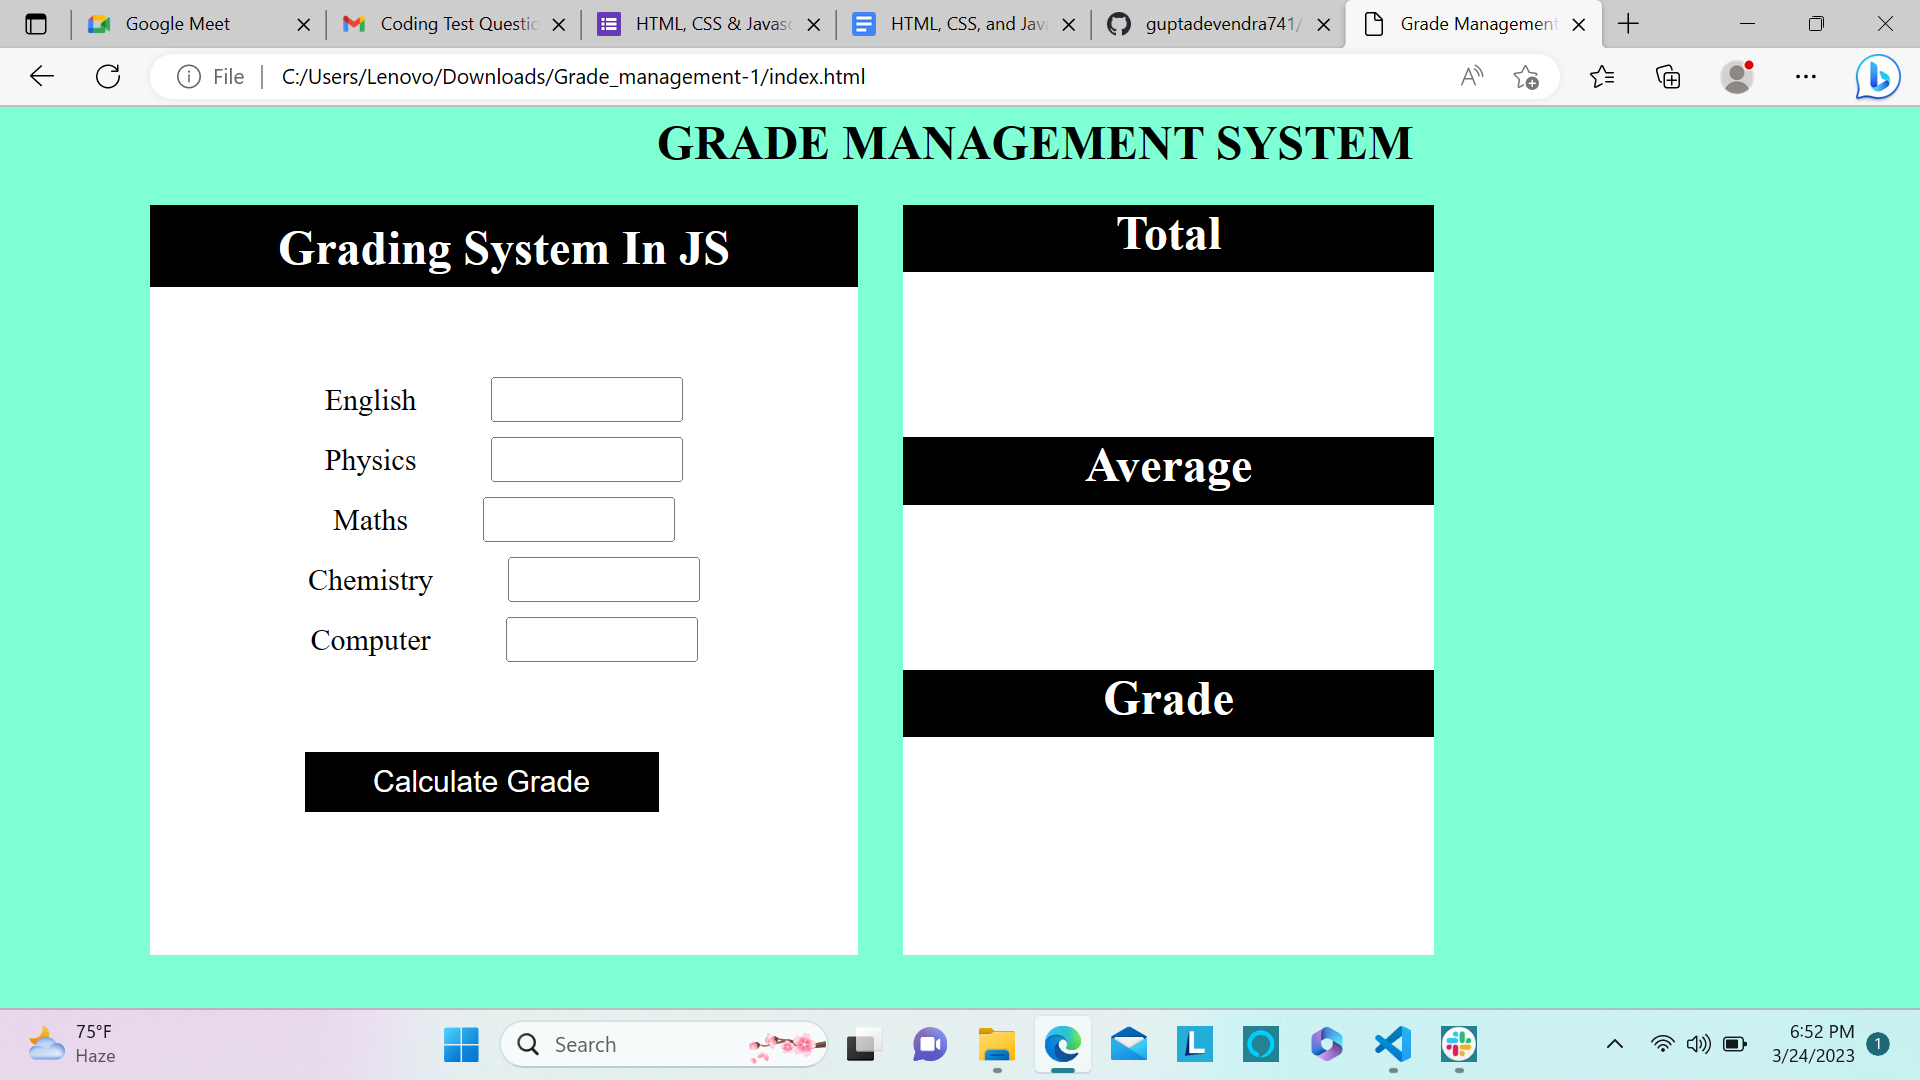 Google Meet
Coding Test Questio
HTML, CSS & Javasc
HTML, CSS, and Java
guptadevendra741/
Grade Management
File
C:/Users/Lenovo/Downloads/Grade_management-1/index.html
GRADE MANAGEMENT SYSTEM
Grading System In JS
English
Physics
Maths
Chemistry
Computer
Calculate Grade
Total
Average
Grade
75°F
Haze
Search
6:52 PM
3/24/2023
1